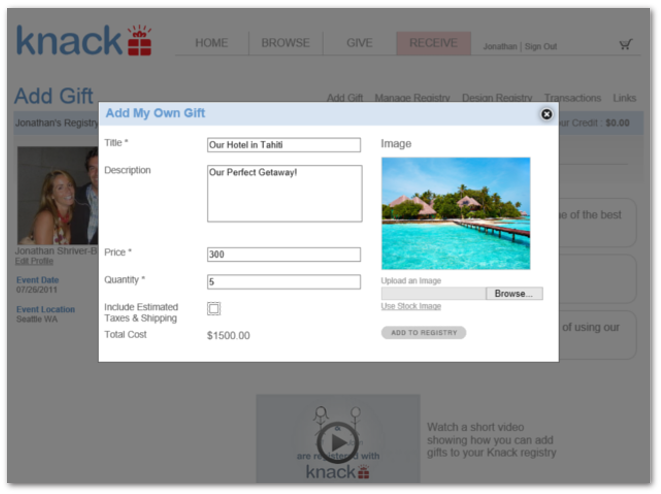 knack
HOME BROWSE GIVE RECEIVE Jonathan | Sign Out
Add Gift
Add Gift Manage Registry Design Registry Transactions Links
Jonathan's Registry
ur Credit : $0.00
Add My Own Gift
Title * Our Hotel in Tahiti
Image
Description Our Perfect Getaway!
Price * 300
Quantity * 5
Upload an Image
Browse...
Include Estimated
Taxes & Shipping
Use Stock Image
Total Cost $1500.00
ADD TO REGISTRY
Jonathan Shriver-B
Edit Profile
Event Date
07/26/2011
Event Location
Seattle WA
e of the best
of using our
are registered with
knack
Watch a short video
showing how you can add
gifts to your Knack registry